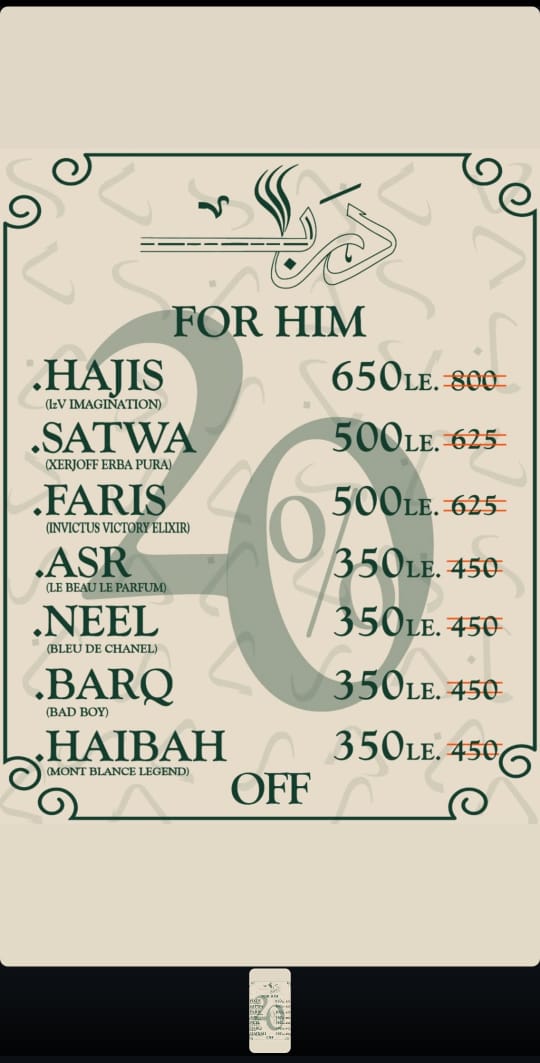 درب
FOR HIM
.HAJIS 650LE. 800
(LV IMAGINATION)
.SATWA 500LE. 625
(XERJOFF ERBA PURA)
.FARIS 500LE. 625
(INVICTUS VICTORY ELIXIR)
.ASR 350LE. 450
(LE BEAU LE PARFUM)
.NEEL 350LE. 450
(BLEU DE CHANEL)
.BARQ 350LE. 450
(BAD BOY)
.HAIBAH 350LE. 450
(MONT BLANCE LEGEND)
20%
OFF